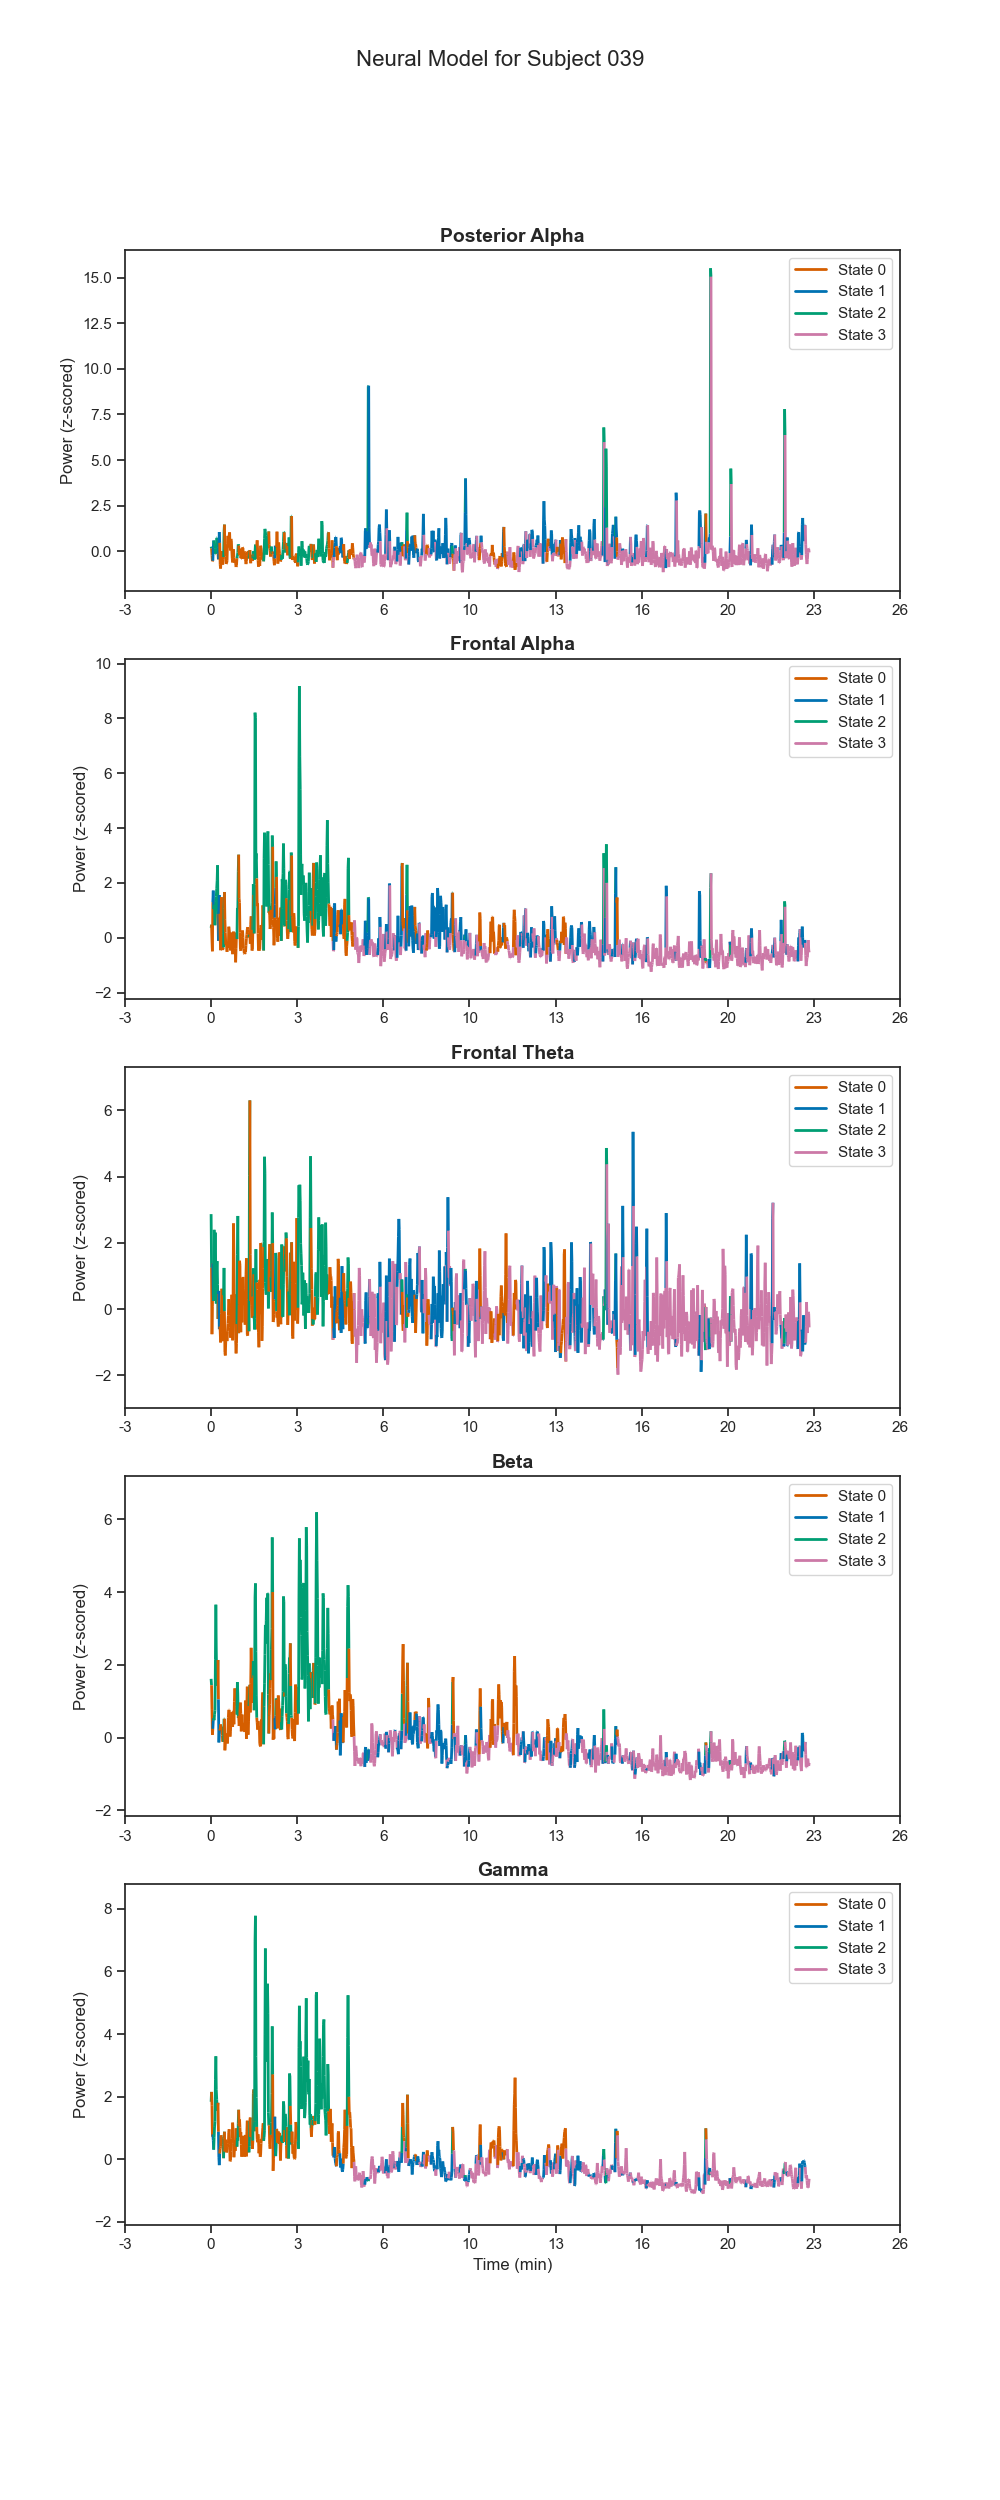 Neural Model for Subject 039
Posterior Alpha
Power (z-scored)
15.0
12.5
10.0
7.5
5.0
2.5
0.0
State 0
State 1
State 2
State 3
-3 0 3 6 10 13 16 20 23 26
Frontal Alpha
Power (z-scored)
10
8
6
4
2
0
−2
State 0
State 1
State 2
State 3
-3 0 3 6 10 13 16 20 23 26
Frontal Theta
Power (z-scored)
6
4
2
0
−2
State 0
State 1
State 2
State 3
-3 0 3 6 10 13 16 20 23 26
Beta
Power (z-scored)
6
4
2
0
−2
State 0
State 1
State 2
State 3
-3 0 3 6 10 13 16 20 23 26
Gamma
Power (z-scored)
8
6
4
2
0
−2
State 0
State 1
State 2
State 3
-3 0 3 6 10 13 16 20 23 26
Time (min)